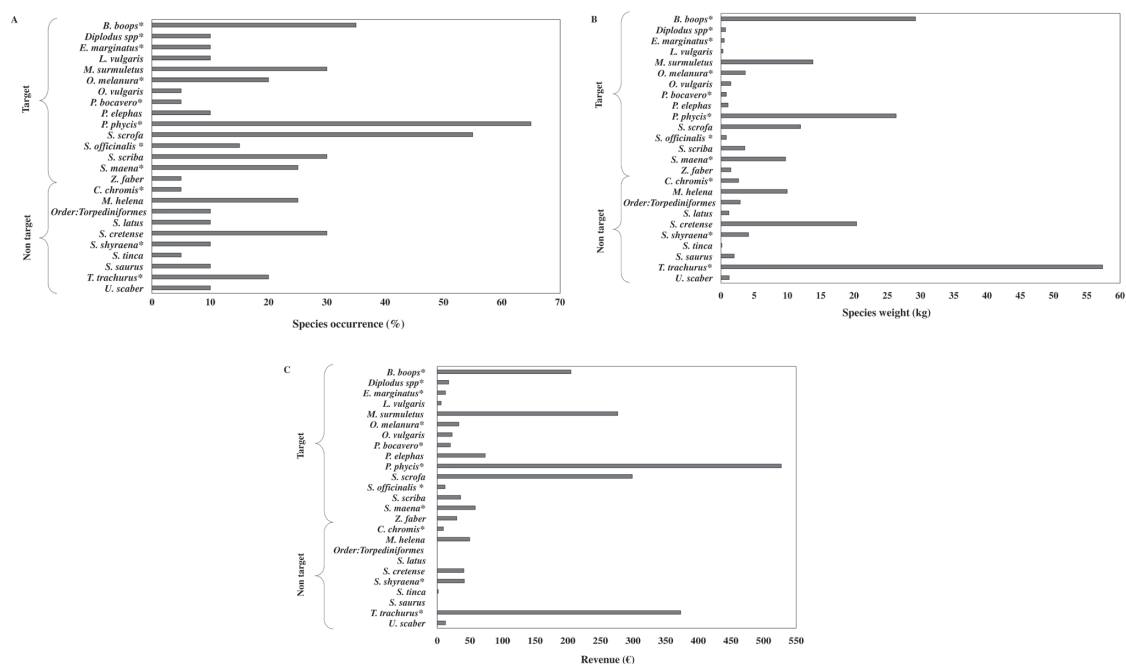 A
Target
Non target
B. boops*
Diplodus spp*
E. marginatus*
L. vulgaris
M. surmuletus
O. melanura*
O. vulgaris
P. bocavero*
P. elephas
P. phycis*
S. scrofa
S. officinalis *
S. scriba
S. maena*
Z. faber
C. chromis*
M. helena
Order:Torpediniformes
S. latus
S. cretense
S. shyraena*
S. tinca
S. saurus
T. trachurus*
U. scaber
0 10 20 30 40 50 60 70
Species occurrence (%)
B
Target
Non target
B. boops*
Diplodus spp*
E. marginatus*
L. vulgaris
M. surmuletus
O. melanura*
O. vulgaris
P. bocavero*
P. elephas
P. phycis*
S. scrofa
S. officinalis *
S. scriba
S. maena*
Z. faber
C. chromis*
M. helena
Order:Torpediniformes
S. latus
S. cretense
S. shyraena*
S. tinca
S. saurus
T. trachurus*
U. scaber
0 5 10 15 20 25 30 35 40 45 50 55 60
Species weight (kg)
C
Target
Non target
B. boops*
Diplodus spp*
E. marginatus*
L. vulgaris
M. surmuletus
O. melanura*
O. vulgaris
P. bocavero*
P. elephas
P. phycis*
S. scrofa
S. officinalis *
S. scriba
S. maena*
Z. faber
C. chromis*
M. helena
Order:Torpediniformes
S. latus
S. cretense
S. shyraena*
S. tinca
S. saurus
T. trachurus*
U. scaber
0 50 100 150 200 250 300 350 400 450 500 550
Revenue (€)